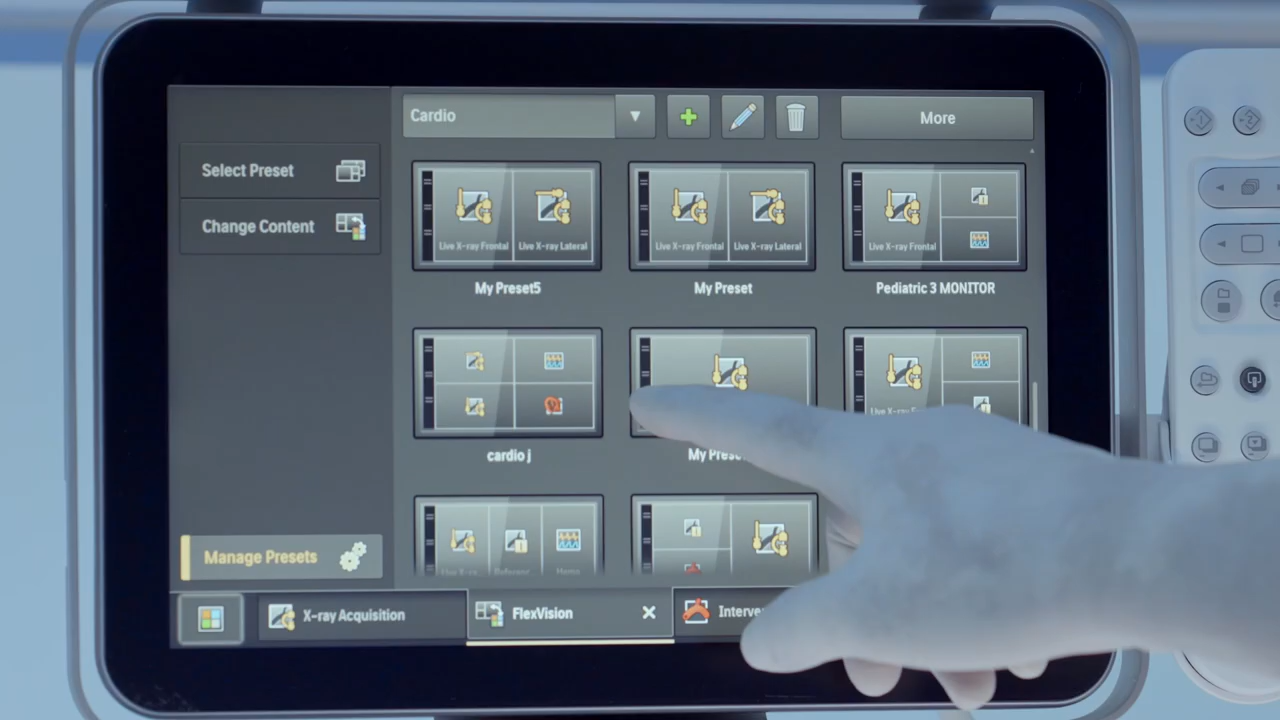 Cardio
More
Select Preset
Change Content
Live X-ray Frontal
Live X-ray Lateral
Live X-ray Frontal
Live X-ray Lateral
Live X-ray Frontal
My Preset5
My Preset
Pediatric 3 MONITOR
cardio j
My
Manage Presets
X-ray Acquisition
FlexVision